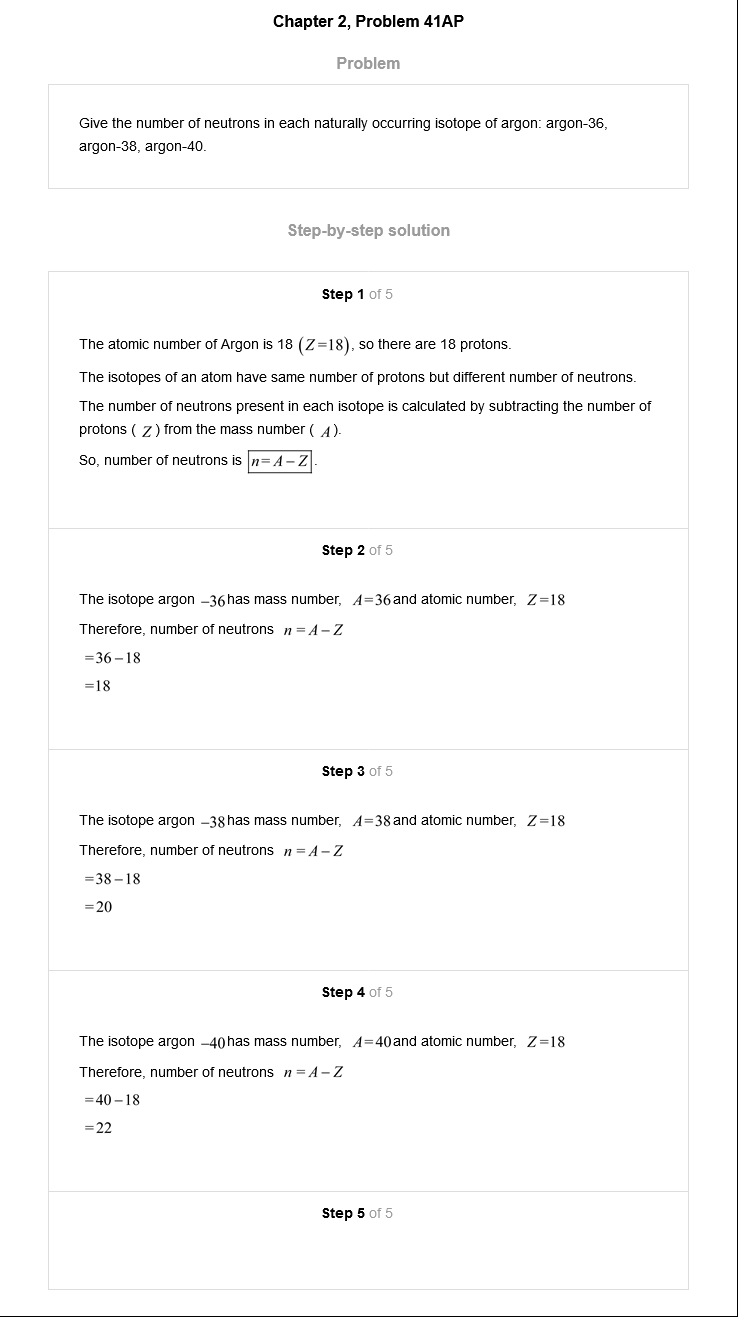 Chapter 2, Problem 41AP
Problem
Give the number of neutrons in each naturally occurring isotope of argon: argon-36,
argon-38, argon-40.
Step-by-step solution
Step 1 of 5
The atomic number of Argon is 18 (Z=18), so there are 18 protons.
The isotopes of an atom have same number of protons but different number of neutrons.
The number of neutrons present in each isotope is calculated by subtracting the number of
protons ( Z ) from the mass number ( A ).
So, number of neutrons is n=A–Z .
Step 2 of 5
The isotope argon –36 has mass number, A=36 and atomic number, Z=18
Therefore, number of neutrons n=A–Z
=36–18
=18
Step 3 of 5
The isotope argon –38 has mass number, A=38 and atomic number, Z=18
Therefore, number of neutrons n=A–Z
=38–18
=20
Step 4 of 5
The isotope argon –40 has mass number, A=40 and atomic number, Z=18
Therefore, number of neutrons n=A–Z
=40–18
=22
Step 5 of 5